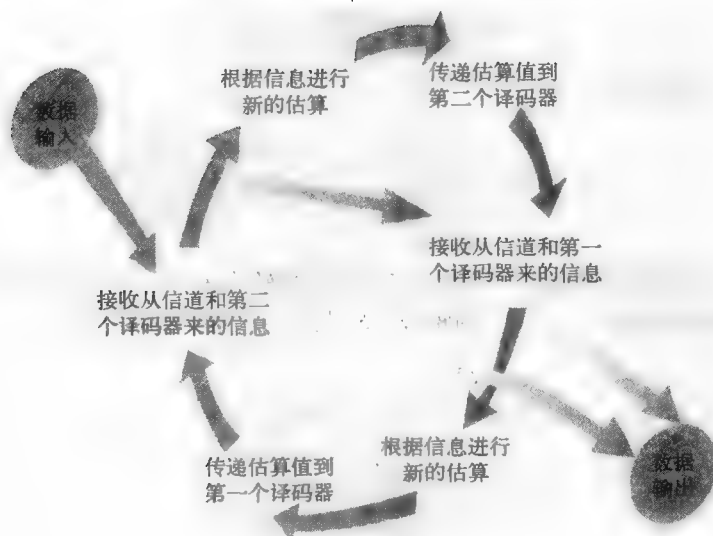 根据信息进行
新的估算
传递估算值到
第二个译码器
数据
输入
接收从信道和第一
个译码器来的信息
接收从信道和第二
个译码器来的信息
根据信息进行
新的估算
传递估算值到
第一个译码器
数据
输出